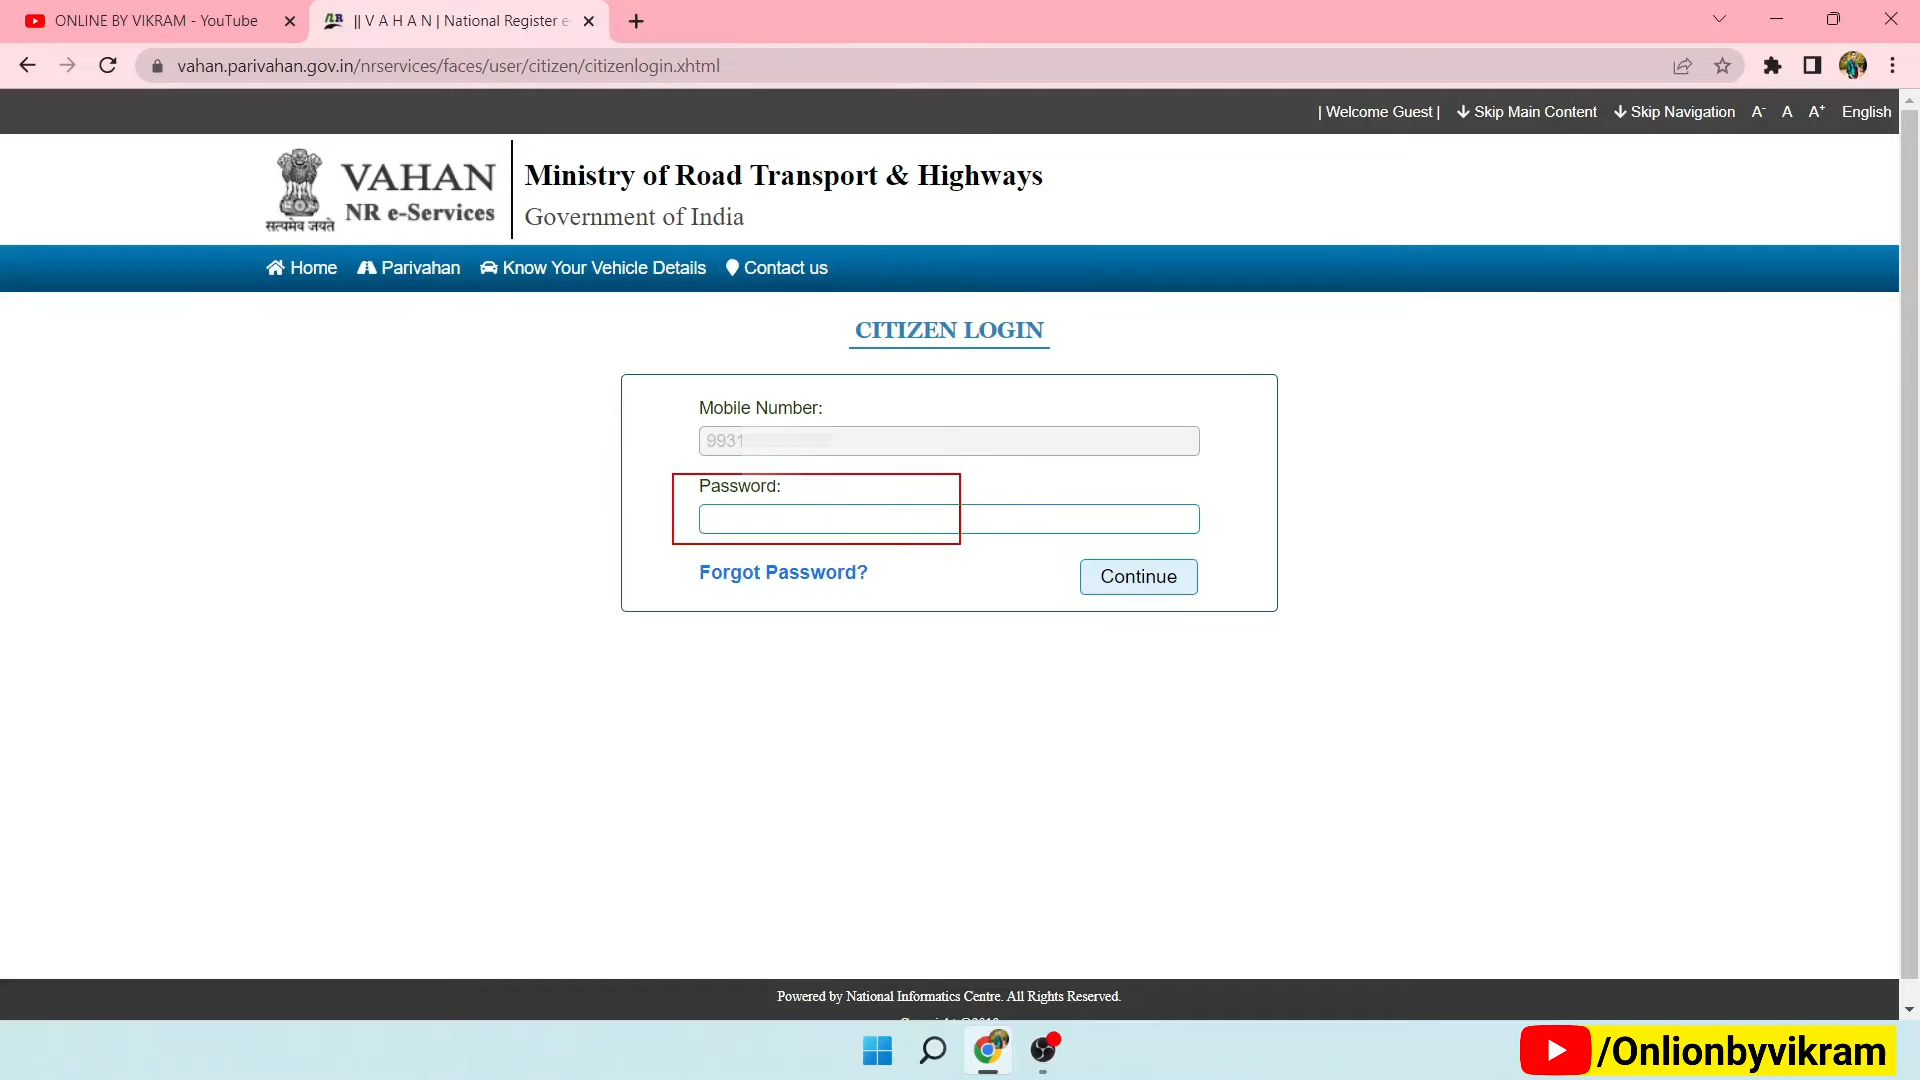 ONLINE BY VIKRAM - YouTube
|| V A H A N | National Register e
vahan.parivahan.gov.in/nrservices/faces/user/citizen/citizenlogin.xhtml
| Welcome Guest | Skip Main Content Skip Navigation A- A A+ English
VAHAN
NR e-Services
सत्यमेव जयते
Ministry of Road Transport & Highways
Government of India
Home Parivahan Know Your Vehicle Details Contact us
CITIZEN LOGIN
Mobile Number:
9931
Password:
Forgot Password?
Continue
Powered by National Informatics Centre. All Rights Reserved.
/Onlionbyvikram